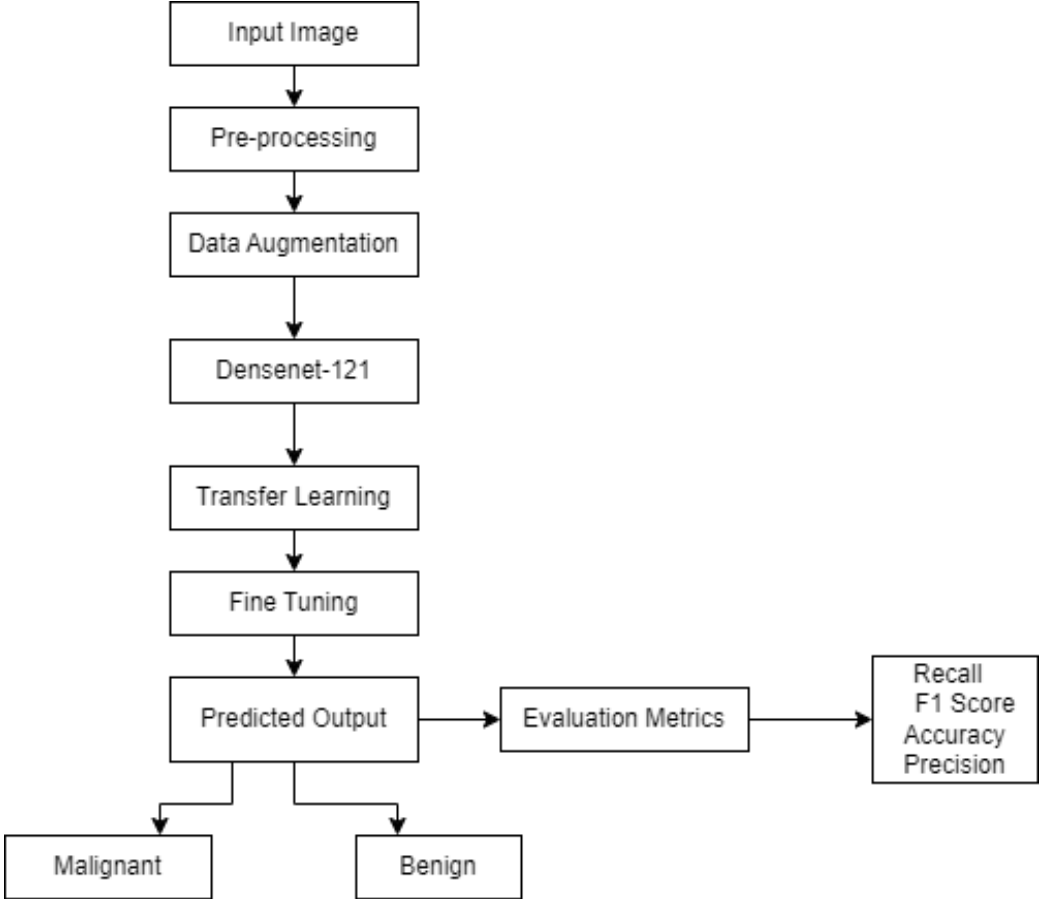 Input Image
Pre-processing
Data Augmentation
Densenet-121
Transfer Learning
Fine Tuning
Predicted Output
Evaluation Metrics
Recall
F1 Score
Accuracy
Precision
Malignant
Benign